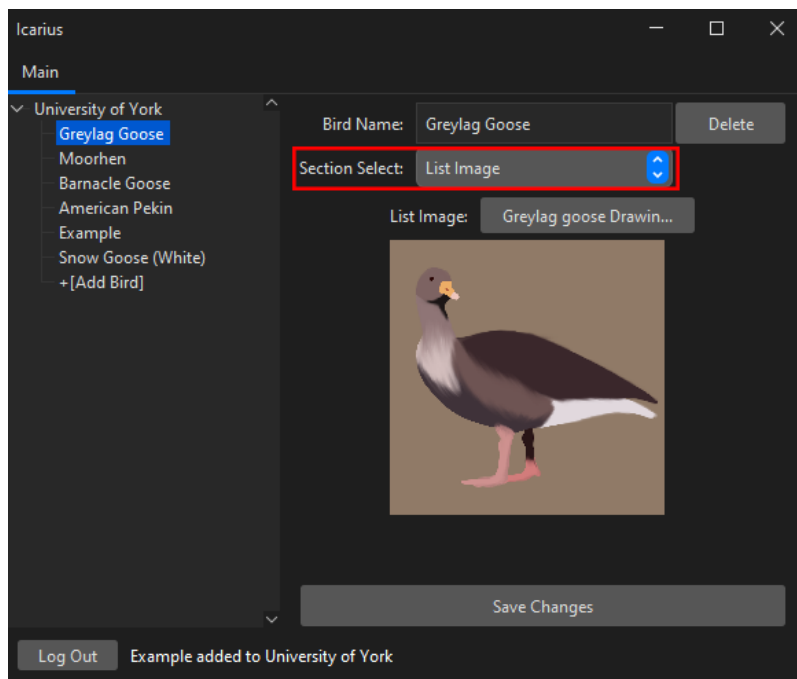 Icarius
Main
University of York
Greylag Goose
Moorhen
Barnacle Goose
American Pekin
Example
Snow Goose (White)
+[Add Bird]
Bird Name: Greylag Goose Delete
Section Select: List Image
List Image: Greylag goose Drawin...
Save Changes
Log Out Example added to University of York